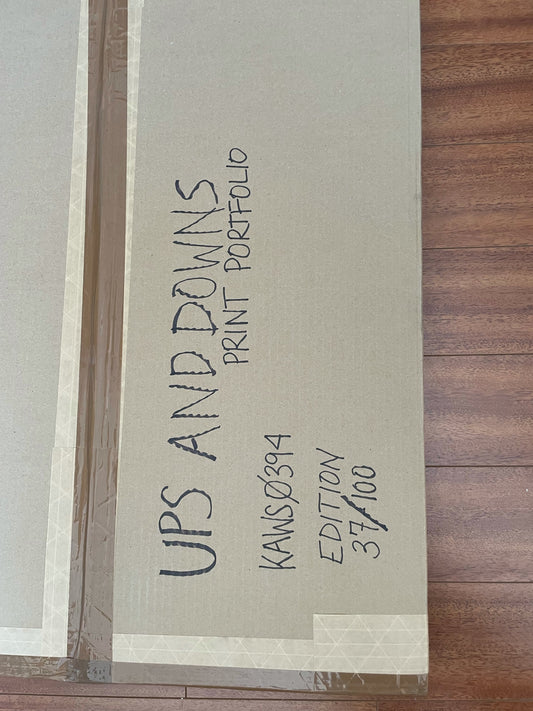 UPS AND DOWNS
PRINT PORTFOLIO
KAWSØ394
EDITION
37/100